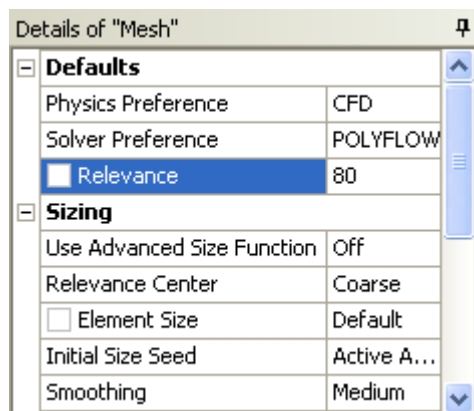 Details of "Mesh"
Defaults
Physics Preference CFD
Solver Preference POLYFLOW
Relevance 80
Sizing
Use Advanced Size Function Off
Relevance Center Coarse
Element Size Default
Initial Size Seed Active A...
Smoothing Medium